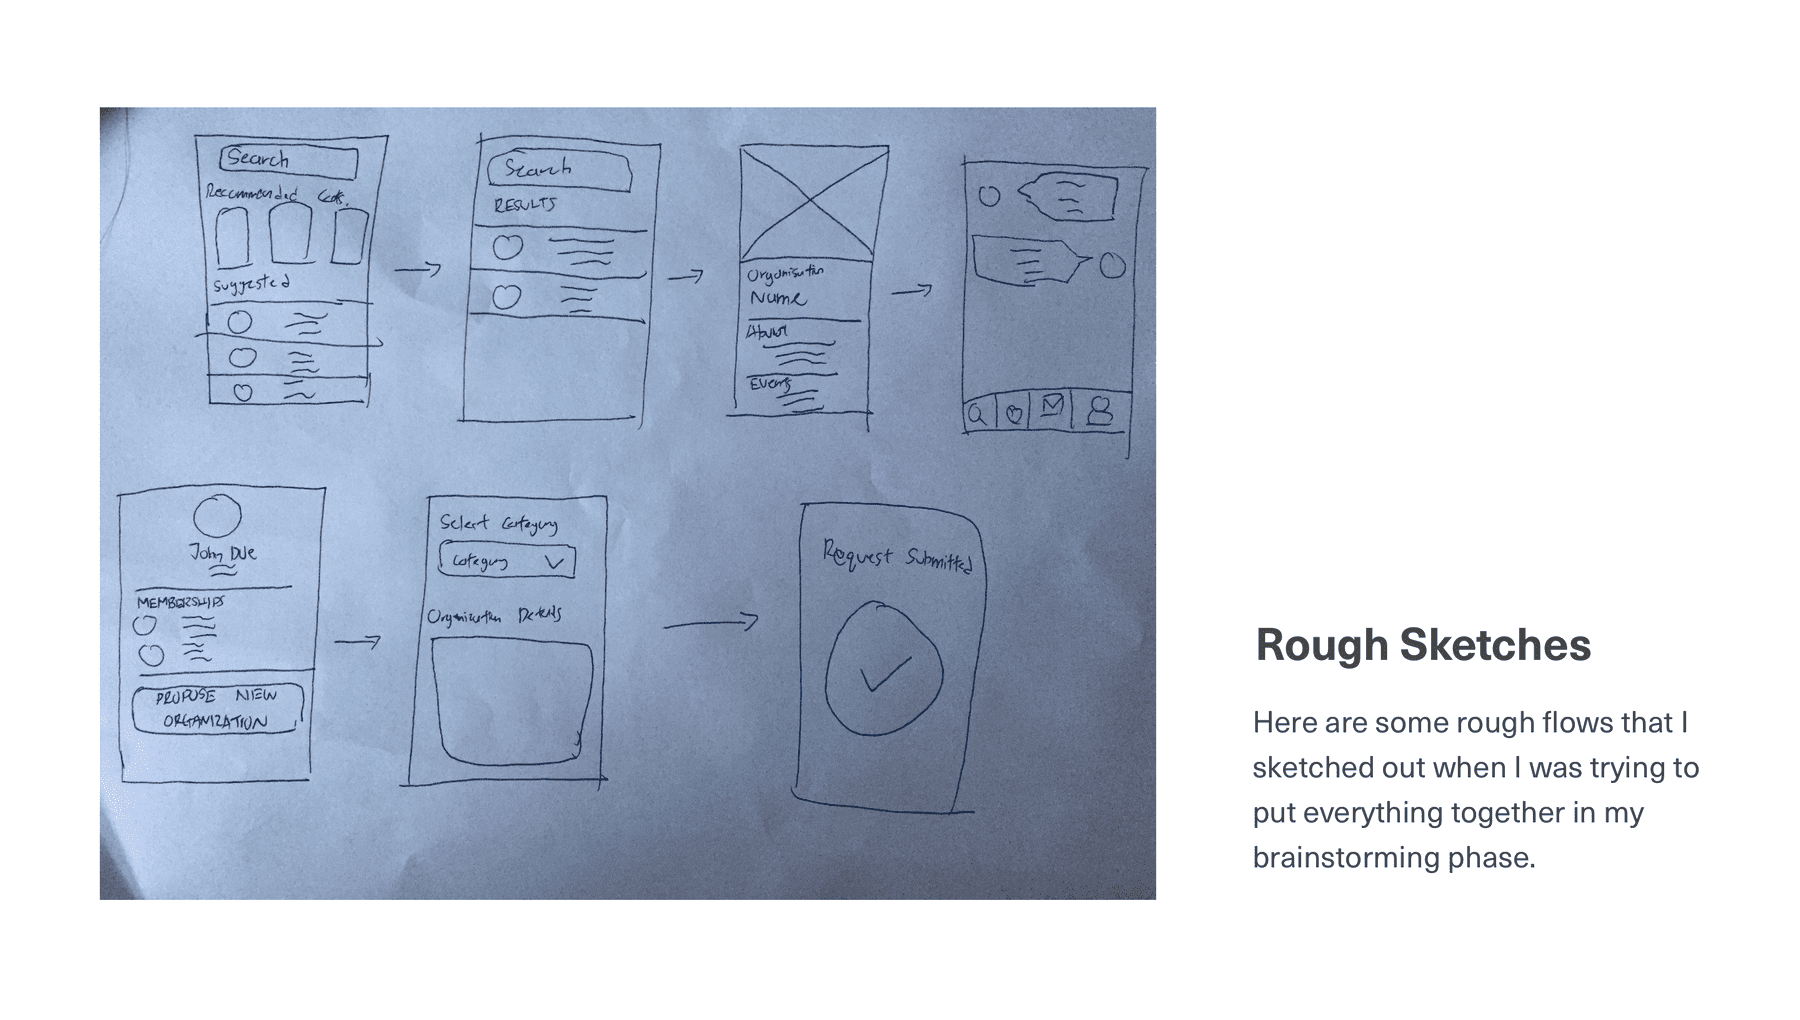 Search
Recommended Cats.
Suggested
Search
RESULTS
Organisation
Name
About
Events
John Doe
MEMBERSHIPS
PROPOSE NEW
ORGANIZATION
Select Category
Category
Organization Details
Request Submitted
Rough Sketches
Here are some rough flows that I
sketched out when I was trying to
put everything together in my
brainstorming phase.